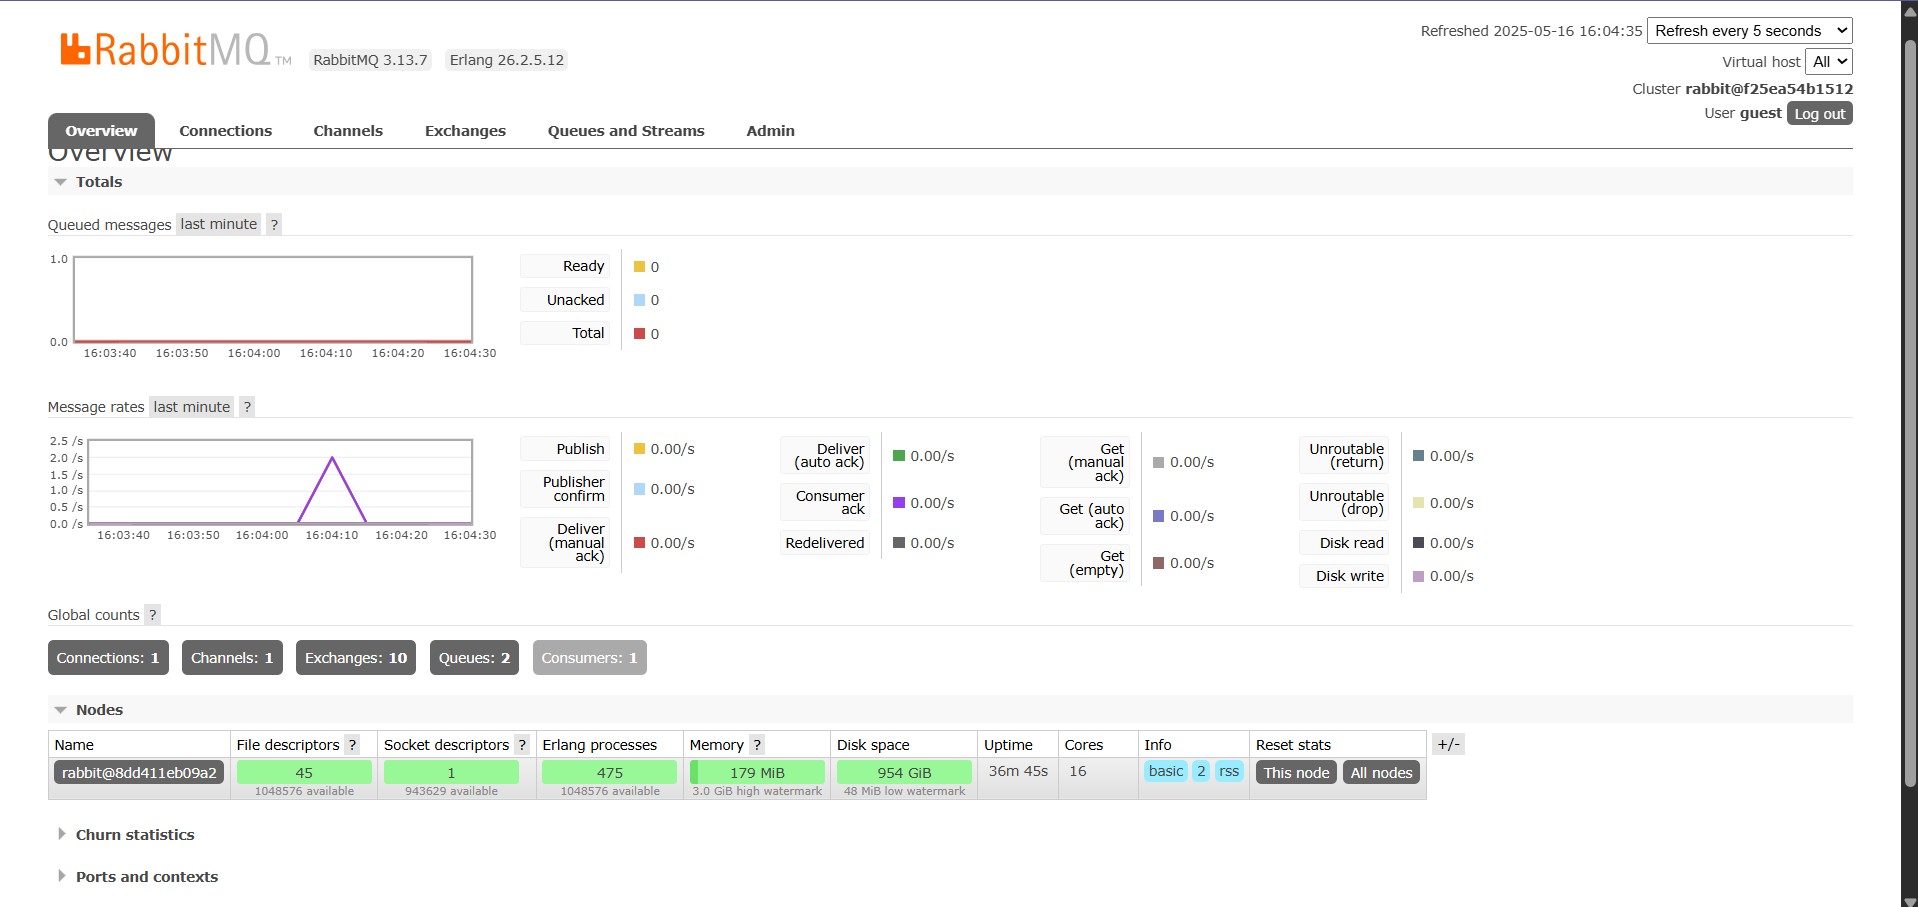 RabbitMQ TM RabbitMQ 3.13.7 Erlang 26.2.5.12
Refreshed 2025-05-16 16:04:35 Refresh every 5 seconds
Virtual host All
Cluster rabbit@f25ea54b1512
User guest Log out
Overview Connections Channels Exchanges Queues and Streams Admin
Overview
Totals
Queued messages last minute ?
1.0
0.0
16:03:40 16:03:50 16:04:00 16:04:10 16:04:20 16:04:30
Ready 0
Unacked 0
Total 0
Message rates last minute ?
2.5 /s
2.0 /s
1.5 /s
1.0 /s
0.5 /s
0.0 /s
16:03:40 16:03:50 16:04:00 16:04:10 16:04:20 16:04:30
Publish 0.00/s
Publisher
confirm 0.00/s
Deliver
(manual
ack) 0.00/s
Deliver
(auto ack) 0.00/s
Consumer
ack 0.00/s
Redelivered 0.00/s
Get
(manual
ack) 0.00/s
Get (auto
ack) 0.00/s
Get
(empty) 0.00/s
Unroutable
(return) 0.00/s
Unroutable
(drop) 0.00/s
Disk read 0.00/s
Disk write 0.00/s
Global counts ?
Connections: 1 Channels: 1 Exchanges: 10 Queues: 2 Consumers: 1
Nodes
Name File descriptors ? Socket descriptors ? Erlang processes Memory ? Disk space Uptime Cores Info Reset stats +/-
rabbit@8dd411eb09a2 45 1 475 179 MiB 954 GiB 36m 45s 16 basic 2 rss This node All nodes
1048576 available 943629 available 1048576 available 3.0 GiB high watermark 48 MiB low watermark
Churn statistics
Ports and contexts